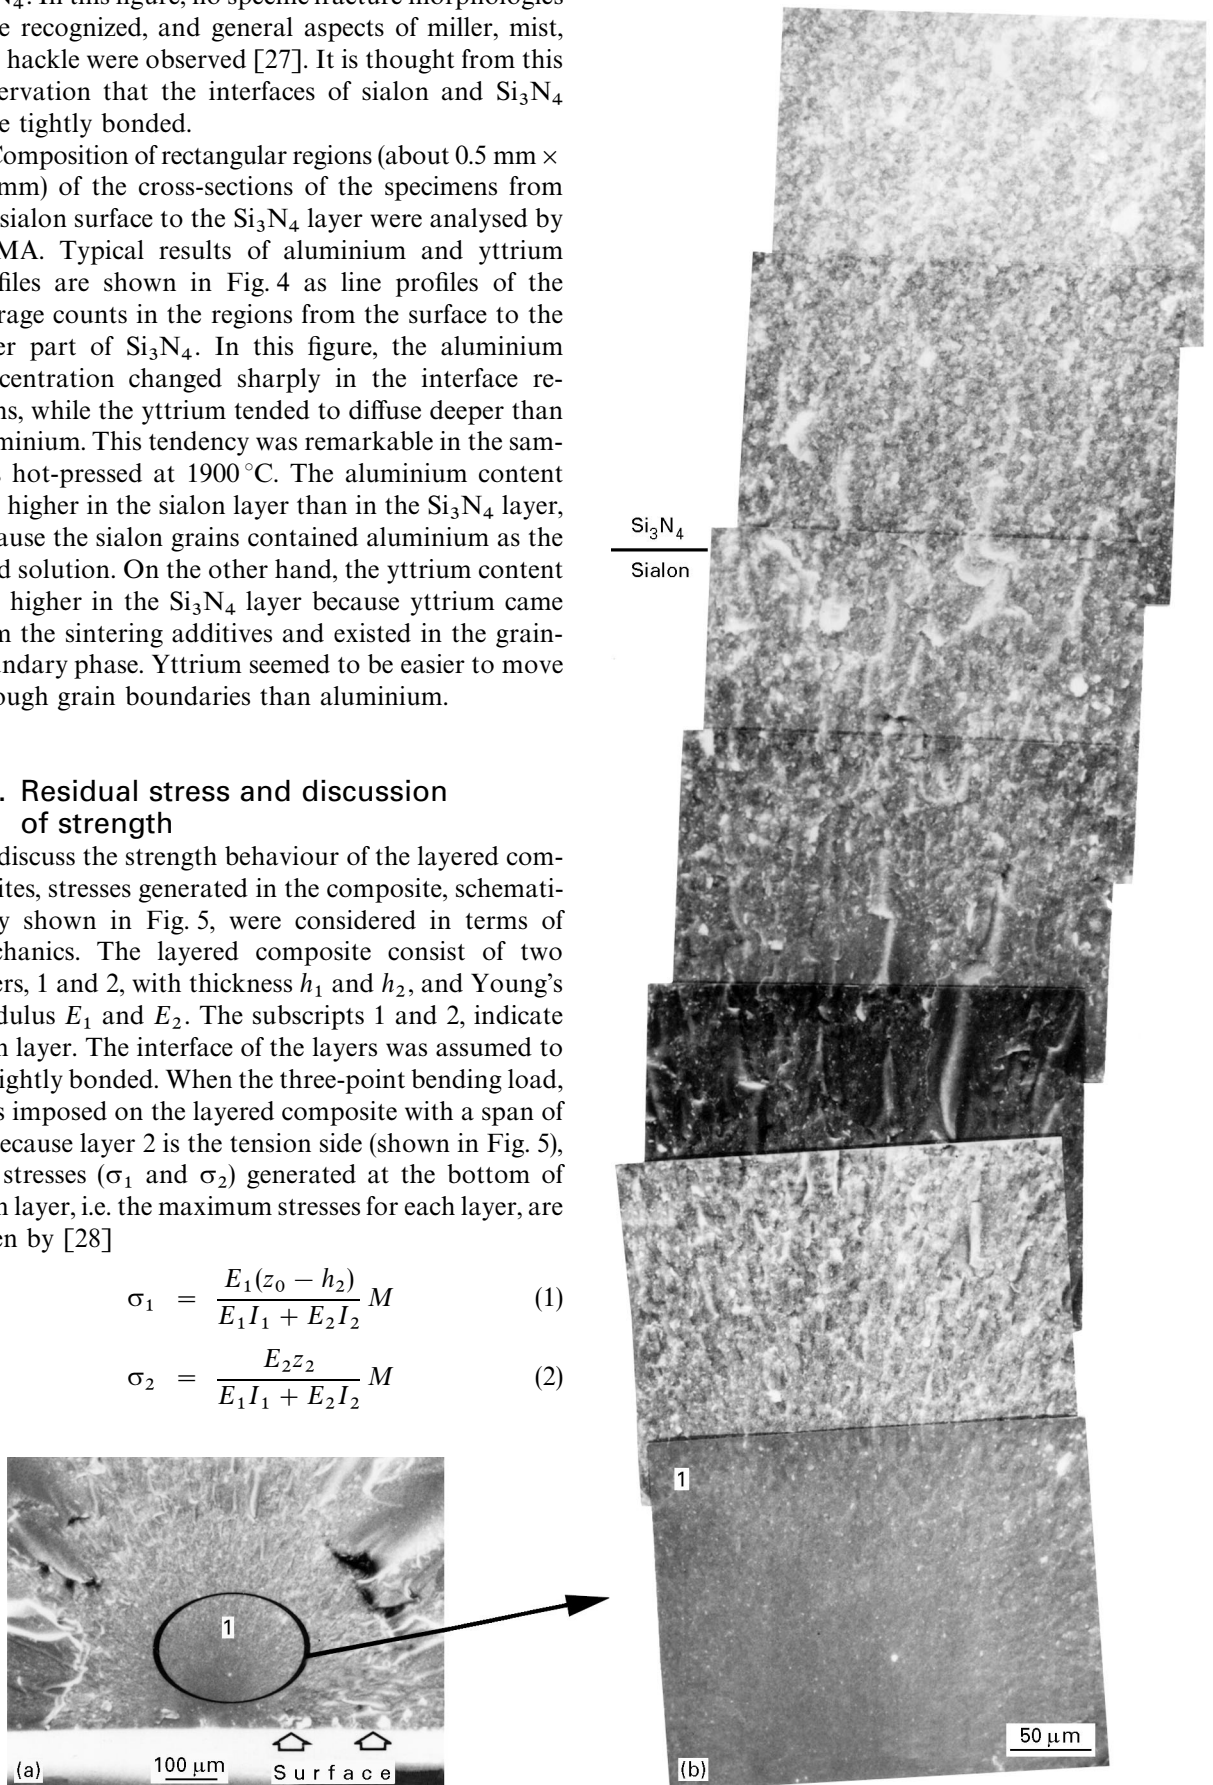 N₄. In this figure, no specific fracture morphologies
e recognized, and general aspects of miller, mist,
hackle were observed [27]. It is thought from this
ervation that the interfaces of sialon and Si₃N₄
e tightly bonded.
Composition of rectangular regions (about 0.5 mm ×
mm) of the cross-sections of the specimens from
sialon surface to the Si₃N₄ layer were analysed by
MA. Typical results of aluminium and yttrium
files are shown in Fig. 4 as line profiles of the
rage counts in the regions from the surface to the
er part of Si₃N₄. In this figure, the aluminium
centration changed sharply in the interface re-
ns, while the yttrium tended to diffuse deeper than
minium. This tendency was remarkable in the sam-
s hot-pressed at 1900 °C. The aluminium content
higher in the sialon layer than in the Si₃N₄ layer,
ause the sialon grains contained aluminium as the
d solution. On the other hand, the yttrium content
higher in the Si₃N₄ layer because yttrium came
m the sintering additives and existed in the grain-
undary phase. Yttrium seemed to be easier to move
ough grain boundaries than aluminium.
. Residual stress and discussion
of strength
discuss the strength behaviour of the layered com-
ites, stresses generated in the composite, schemati-
y shown in Fig. 5, were considered in terms of
chanics. The layered composite consist of two
ers, 1 and 2, with thickness h₁ and h₂, and Young's
dulus E₁ and E₂. The subscripts 1 and 2, indicate
h layer. The interface of the layers was assumed to
ightly bonded. When the three-point bending load,
s imposed on the layered composite with a span of
ecause layer 2 is the tension side (shown in Fig. 5),
stresses (σ₁ and σ₂) generated at the bottom of
h layer, i.e. the maximum stresses for each layer, are
en by [28]
σ₁ = E₁(z₀ − h₂) / E₁I₁ + E₂I₂ M (1)
σ₂ = E₂z₂ / E₁I₁ + E₂I₂ M (2)
1
(a)
100 μm
Surface
Si₃N₄
Sialon
1
50 μm
(b)